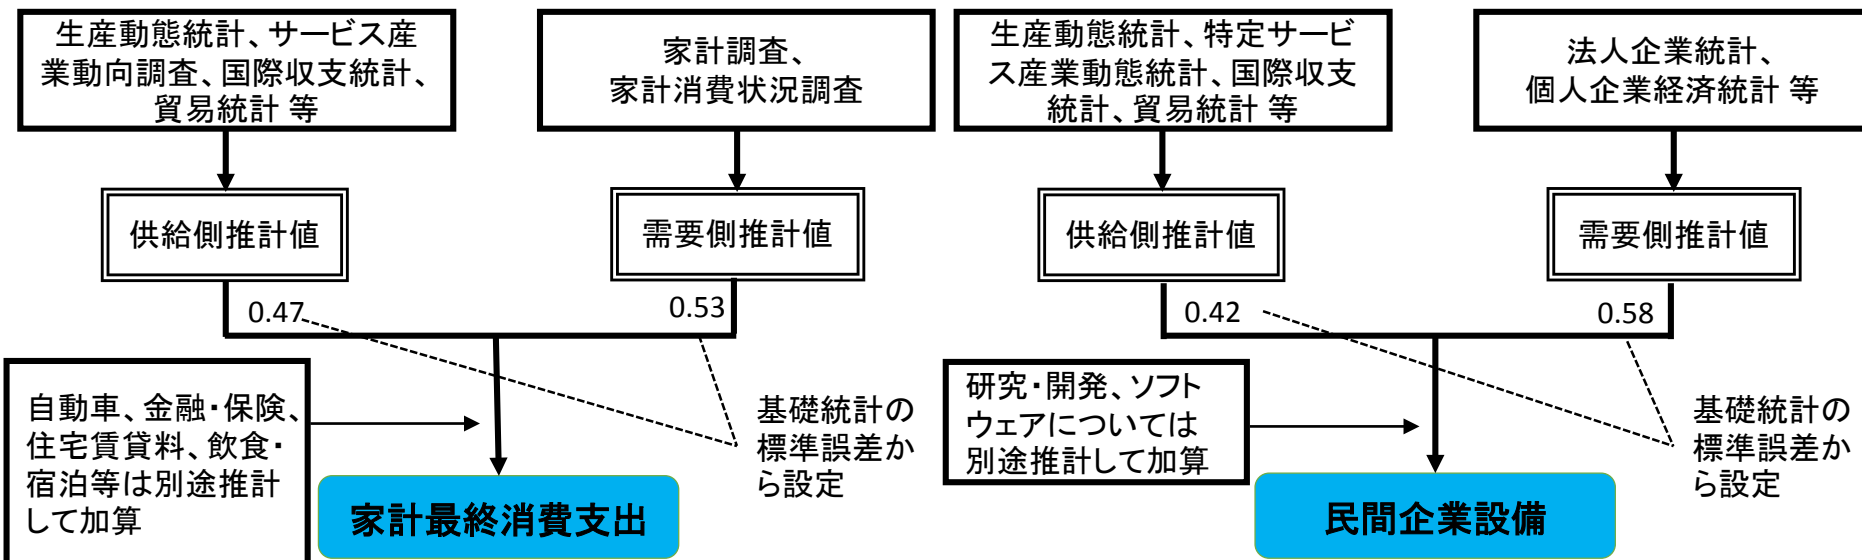 生産動態統計、サービス産
業動向調査、国際収支統計、
貿易統計 等
家計調査、
家計消費状況調査
供給側推計値
需要側推計値
0.47
0.53
自動車、金融・保険、
住宅賃貸料、飲食・
宿泊等は別途推計
して加算
基礎統計の
標準誤差か
ら設定
家計最終消費支出
生産動態統計、特定サービ
ス産業動態統計、国際収支
統計、貿易統計 等
法人企業統計、
個人企業経済統計 等
供給側推計値
需要側推計値
0.42
0.58
研究・開発、ソフト
ウェアについては
別途推計して加算
基礎統計の
標準誤差か
ら設定
民間企業設備